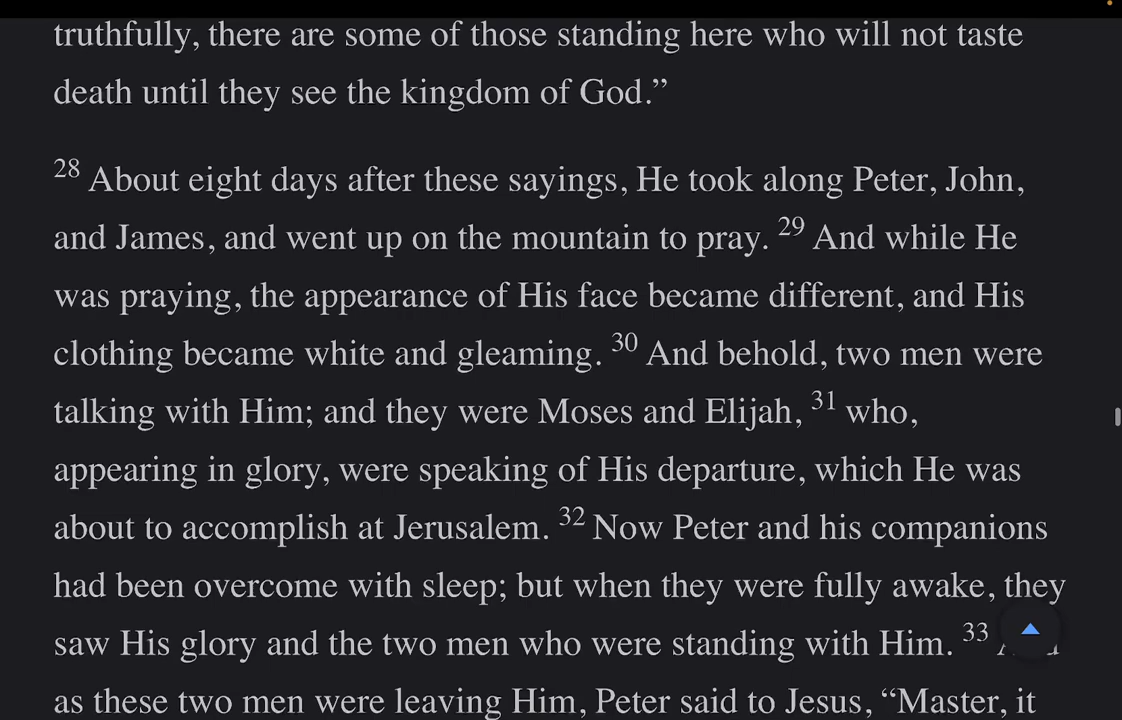 truthfully, there are some of those standing here who will not taste
death until they see the kingdom of God.”
28 About eight days after these sayings, He took along Peter, John,
and James, and went up on the mountain to pray. 29 And while He
was praying, the appearance of His face became different, and His
clothing became white and gleaming. 30 And behold, two men were
talking with Him; and they were Moses and Elijah, 31 who,
appearing in glory, were speaking of His departure, which He was
about to accomplish at Jerusalem. 32 Now Peter and his companions
had been overcome with sleep; but when they were fully awake, they
saw His glory and the two men who were standing with Him. 33
as these two men were leaving Him, Peter said to Jesus, “Master, it